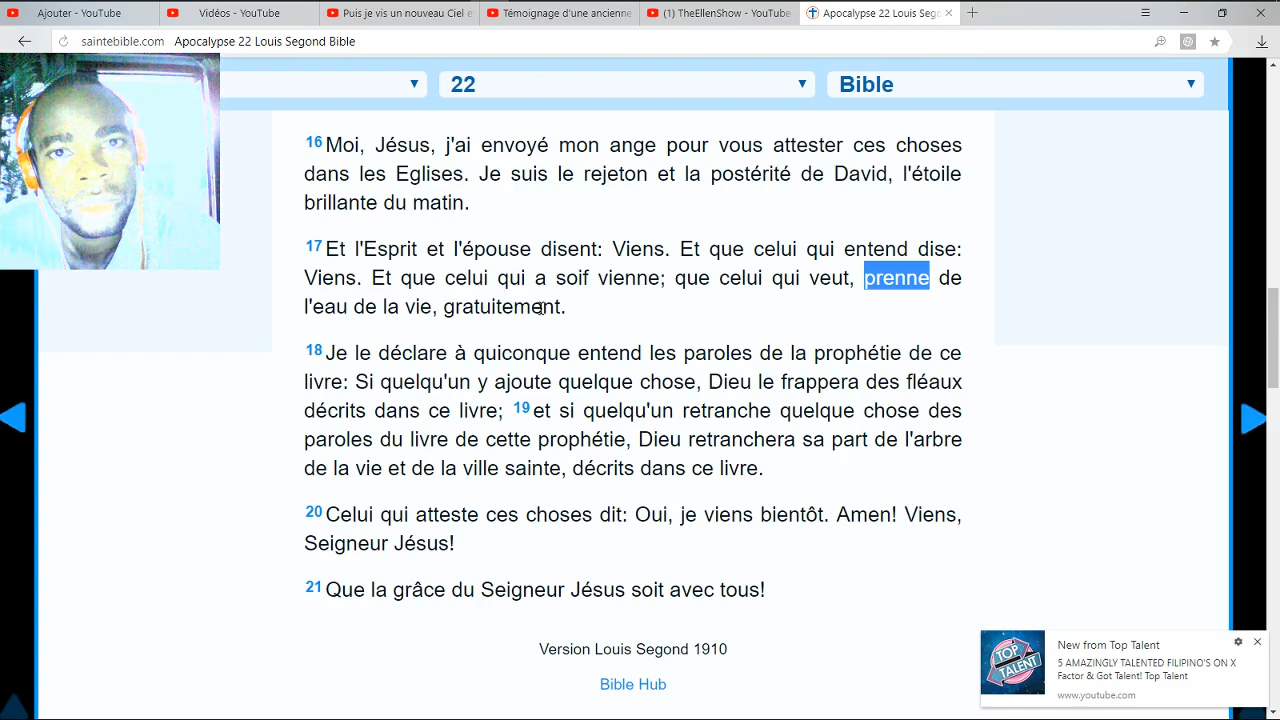 Ajouter - YouTube
Vidéos - YouTube
Puis je vis un nouveau Ciel e
Témoignage d'une ancienne
(1) TheEllenShow - YouTube
Apocalypse 22 Louis Sego
saintebible.com Apocalypse 22 Louis Segond Bible
22
Bible
16 Moi, Jésus, j'ai envoyé mon ange pour vous attester ces choses
dans les Eglises. Je suis le rejeton et la postérité de David, l'étoile
brillante du matin.
17 Et l'Esprit et l'épouse disent: Viens. Et que celui qui entend dise:
Viens. Et que celui qui a soif vienne; que celui qui veut, prenne de
l'eau de la vie, gratuitement.
18 Je le déclare à quiconque entend les paroles de la prophétie de ce
livre: Si quelqu'un y ajoute quelque chose, Dieu le frappera des fléaux
décrits dans ce livre; 19 et si quelqu'un retranche quelque chose des
paroles du livre de cette prophétie, Dieu retranchera sa part de l'arbre
de la vie et de la ville sainte, décrits dans ce livre.
20 Celui qui atteste ces choses dit: Oui, je viens bientôt. Amen! Viens,
Seigneur Jésus!
21 Que la grâce du Seigneur Jésus soit avec tous!
Version Louis Segond 1910
Bible Hub
TOP
TALENT
New from Top Talent
5 AMAZINGLY TALENTED FILIPINO'S ON X
Factor & Got Talent! Top Talent
www.youtube.com